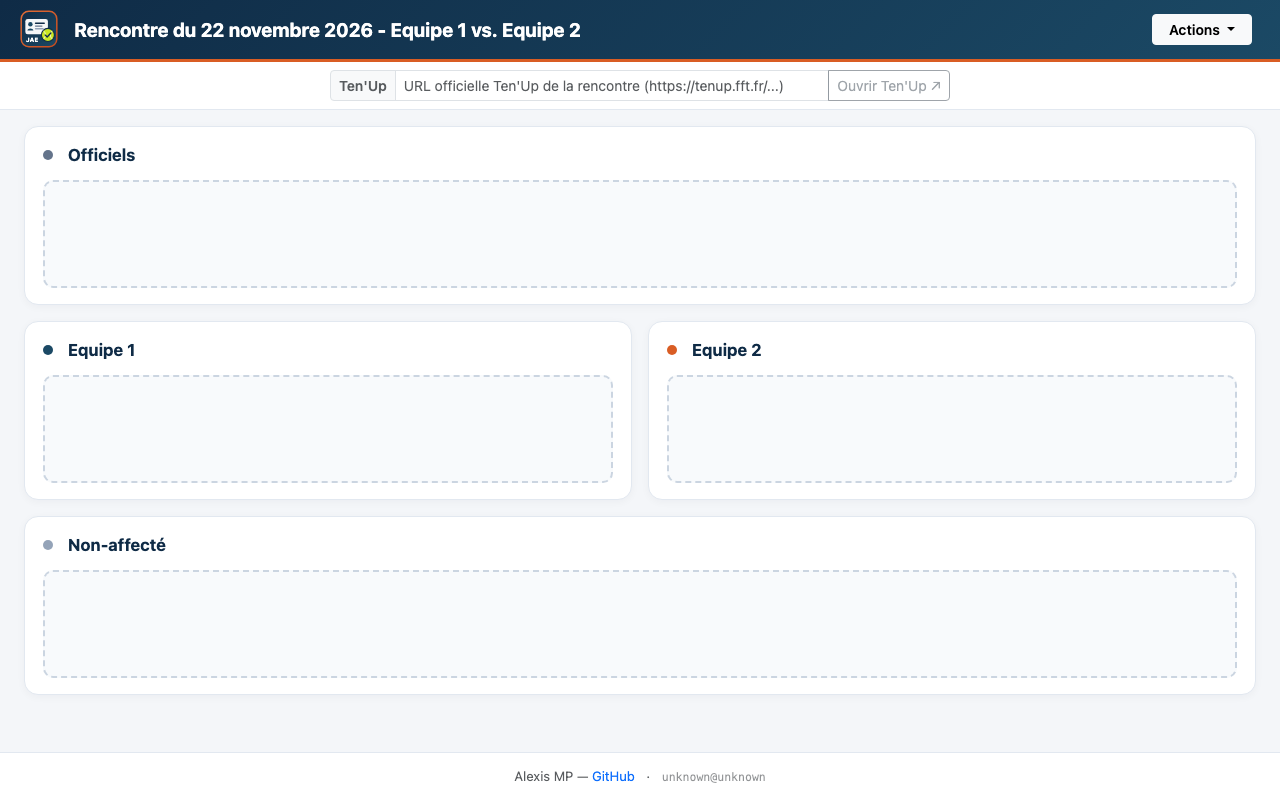 JAE
Rencontre du 22 novembre 2026 - Equipe 1 vs. Equipe 2
Actions
Ten'Up
URL officielle Ten'Up de la rencontre (https://tenup.fft.fr/...)
Ouvrir Ten'Up ↗
Officiels
Equipe 1
Equipe 2
Non-affecté
Alexis MP — GitHub · unknown@unknown